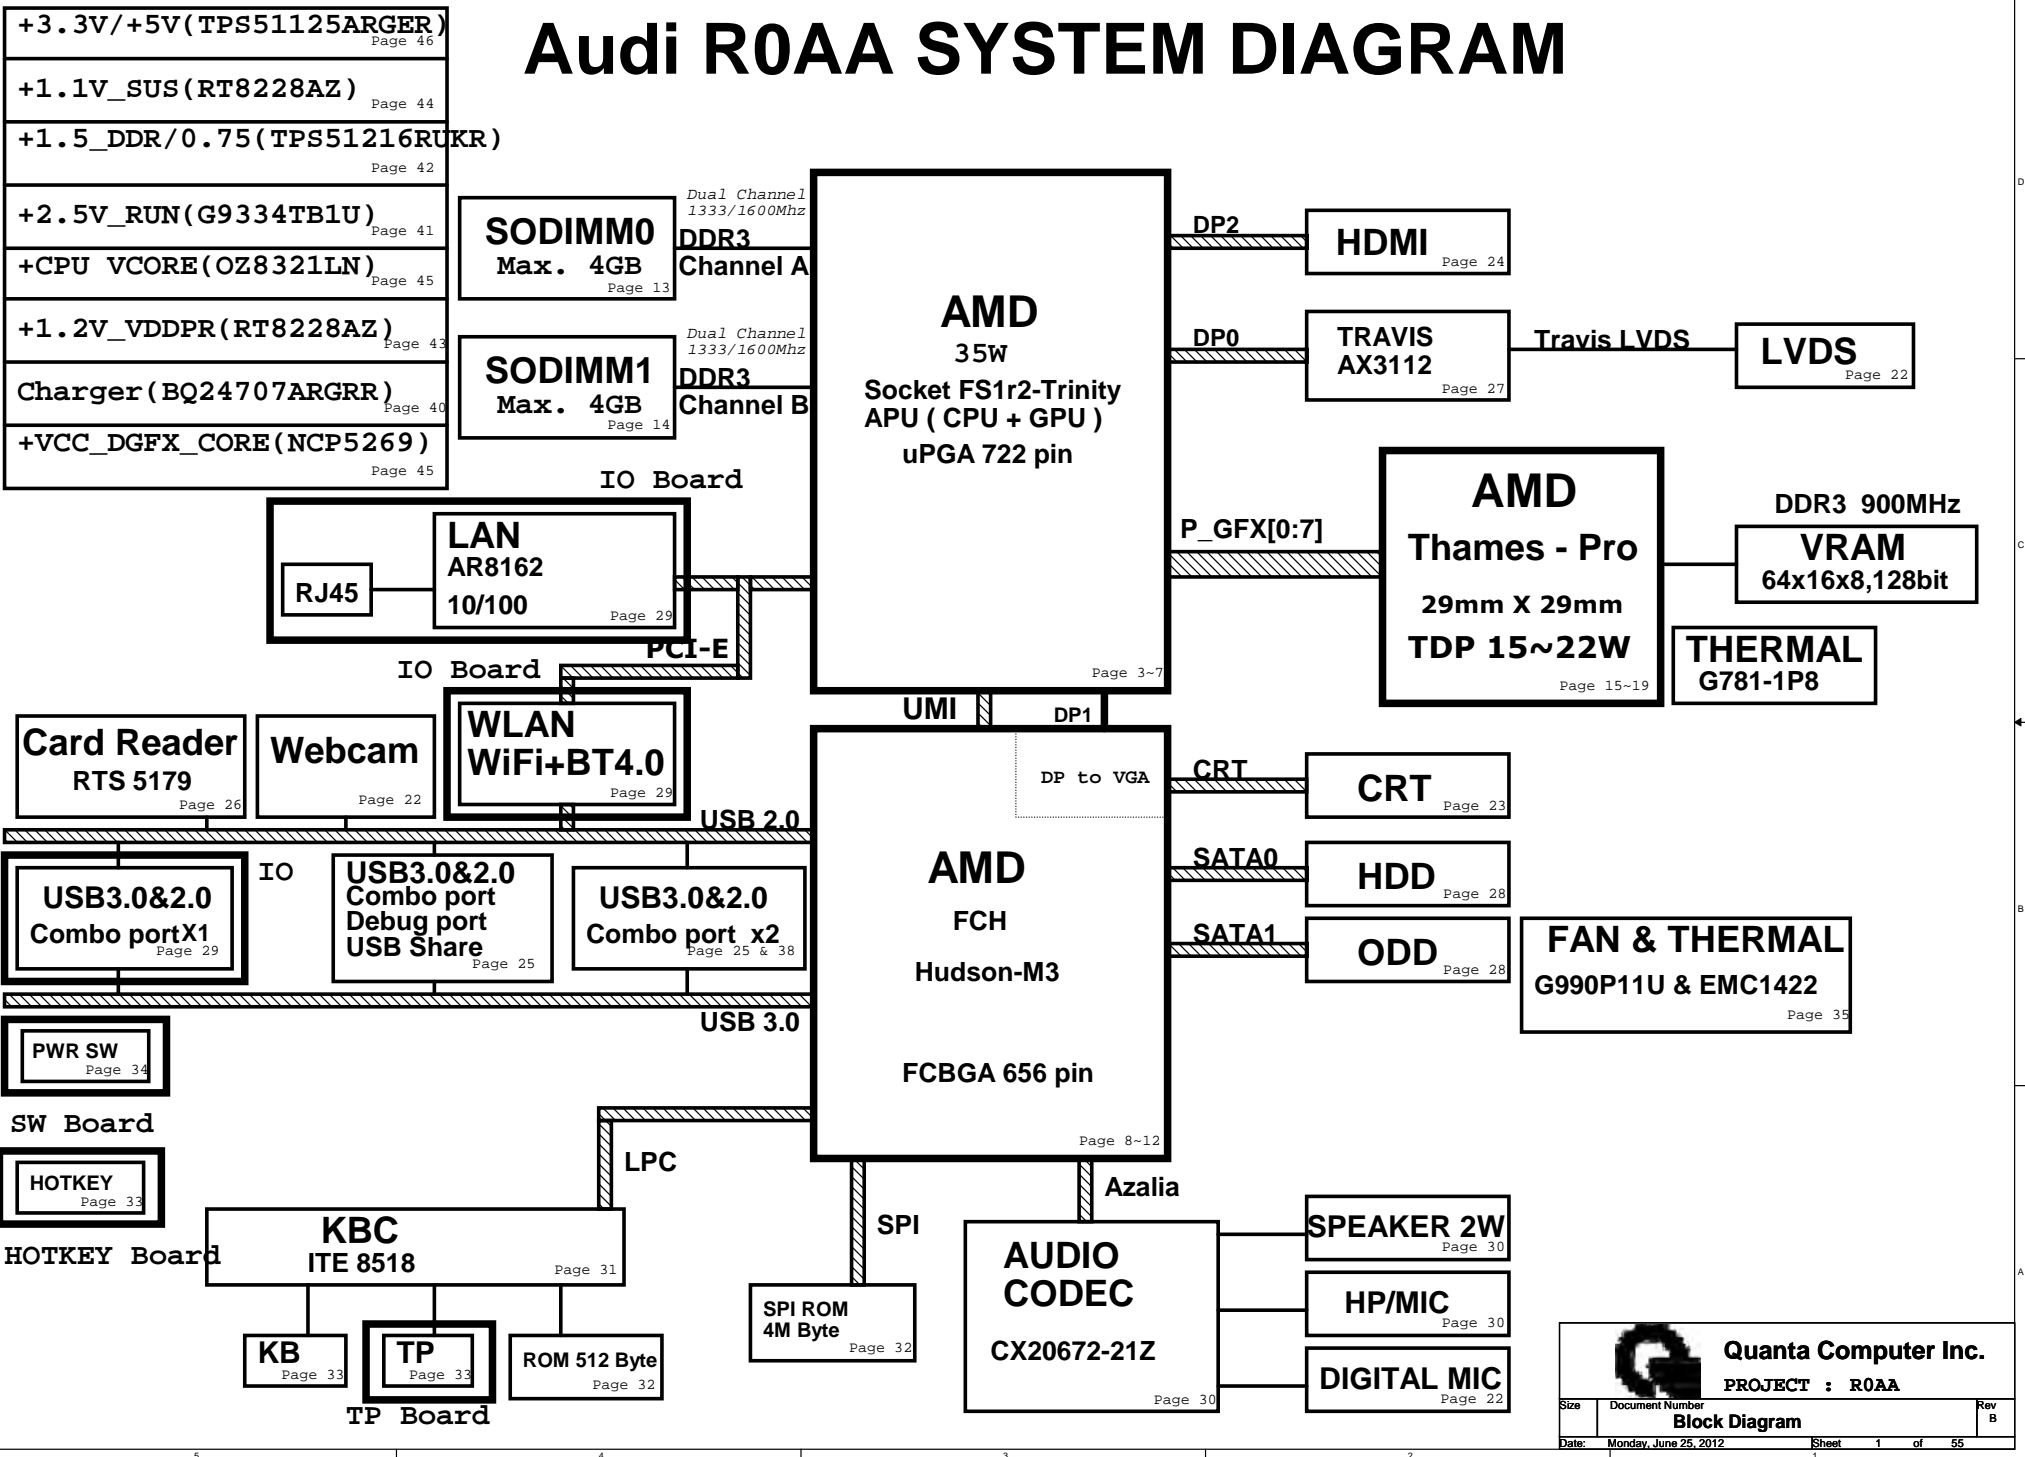 Audi R0AA SYSTEM DIAGRAM
+3.3V/+5V(TPS51125ARGER)
Page 46
+1.1V_SUS(RT8228AZ)
Page 44
+1.5_DDR/0.75(TPS51216RUKR)
Page 42
+2.5V_RUN(G9334TB1U)
Page 41
+CPU VCORE(OZ8321LN)
Page 45
+1.2V_VDDPR(RT8228AZ)
Page 43
Charger(BQ24707ARGRR)
Page 40
+VCC_DGFX_CORE(NCP5269)
Page 45
SODIMM0
Max. 4GB
Page 13
Dual Channel
1333/1600Mhz
DDR3
Channel A
SODIMM1
Max. 4GB
Page 14
Dual Channel
1333/1600Mhz
DDR3
Channel B
AMD
35W
Socket FS1r2-Trinity
APU ( CPU + GPU )
uPGA 722 pin
Page 3~7
DP2
HDMI
Page 24
DP0
TRAVIS
AX3112
Page 27
Travis LVDS
LVDS
Page 22
P_GFX[0:7]
AMD
Thames - Pro
29mm X 29mm
TDP 15~22W
Page 15~19
DDR3 900MHz
VRAM
64x16x8,128bit
THERMAL
G781-1P8
IO Board
LAN
AR8162
10/100
Page 29
RJ45
PCI-E
IO Board
WLAN
WiFi+BT4.0
Page 29
UMI
DP1
Card Reader
RTS 5179
Page 26
Webcam
Page 22
USB 2.0
USB3.0&2.0
Combo portX1
Page 29
IO
USB3.0&2.0
Combo port
Debug port
USB Share
Page 25
USB3.0&2.0
Combo port x2
Page 25 & 38
USB 3.0
DP to VGA
AMD
FCH
Hudson-M3
FCBGA 656 pin
Page 8~12
CRT
CRT
Page 23
SATA0
HDD
Page 28
SATA1
ODD
Page 28
FAN & THERMAL
G990P11U & EMC1422
Page 35
PWR SW
Page 34
SW Board
HOTKEY
Page 33
HOTKEY Board
LPC
KBC
ITE 8518
Page 31
KB
Page 33
TP
Page 33
TP Board
ROM 512 Byte
Page 32
SPI
SPI ROM
4M Byte
Page 32
Azalia
AUDIO
CODEC
CX20672-21Z
Page 30
SPEAKER 2W
Page 30
HP/MIC
Page 30
DIGITAL MIC
Page 22
Quanta Computer Inc.
PROJECT : R0AA
Size
Document Number
Rev
Block Diagram
B
Date:
Monday, June 25, 2012
Sheet 1 of 55
D
C
B
A
5
4
3
2
1